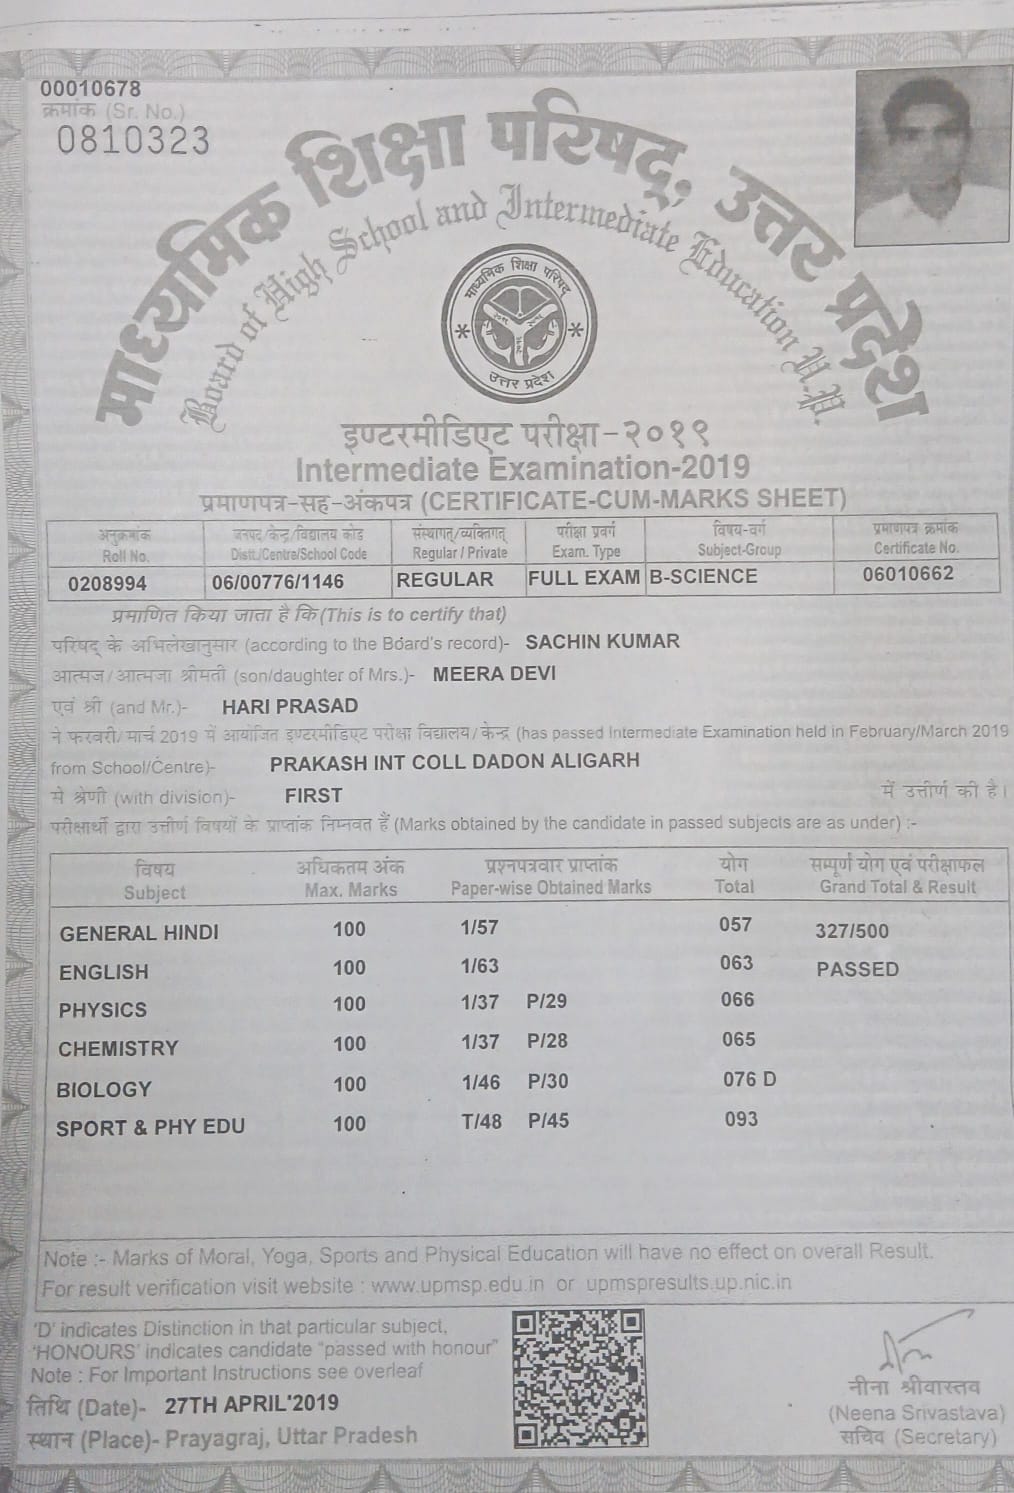 00010678
क्रमांक (Sr. No.)
0810323
माध्यमिक शिक्षा परिषद्, उत्तर प्रदेश
Board of High School and Intermediate Education U.P.
माध्यमिक शिक्षा परिषद्
उत्तर प्रदेश
इण्टरमीडिएट परीक्षा-२०१९
Intermediate Examination-2019
प्रमाणपत्र-सह-अंकपत्र (CERTIFICATE-CUM-MARKS SHEET)
अनुक्रमांक जनपद/केन्द्र/विद्यालय कोड संस्थागत/व्यक्तिगत परीक्षा प्रवर्ग विषय-वर्ग प्रमाणपत्र क्रमांक
Roll No. Distt./Centre/School Code Regular / Private Exam. Type Subject-Group Certificate No.
0208994 06/00776/1146 REGULAR FULL EXAM B-SCIENCE 06010662
प्रमाणित किया जाता है कि (This is to certify that)
परिषद् के अभिलेखानुसार (according to the Board's record)- SACHIN KUMAR
आत्मज/आत्मजा श्रीमती (son/daughter of Mrs.)- MEERA DEVI
एवं श्री (and Mr.)- HARI PRASAD
ने फरवरी/मार्च 2019 में आयोजित इण्टरमीडिएट परीक्षा विद्यालय/केन्द्र (has passed Intermediate Examination held in February/March 2019
from School/Centre)- PRAKASH INT COLL DADON ALIGARH
से श्रेणी (with division)- FIRST में उत्तीर्ण की है।
परीक्षार्थी द्वारा उत्तीर्ण विषयों के प्राप्तांक निम्नवत हैं (Marks obtained by the candidate in passed subjects are as under) :-
विषय अधिकतम अंक प्रश्नपत्रवार प्राप्तांक योग सम्पूर्ण योग एवं परीक्षाफल
Subject Max. Marks Paper-wise Obtained Marks Total Grand Total & Result
GENERAL HINDI 100 1/57 057 327/500
ENGLISH 100 1/63 063 PASSED
PHYSICS 100 1/37 P/29 066
CHEMISTRY 100 1/37 P/28 065
BIOLOGY 100 1/46 P/30 076 D
SPORT & PHY EDU 100 T/48 P/45 093
Note :- Marks of Moral, Yoga, Sports and Physical Education will have no effect on overall Result.
For result verification visit website : www.upmsp.edu.in or upmspresults.up.nic.in
'D' indicates Distinction in that particular subject,
'HONOURS' indicates candidate "passed with honour"
Note : For Important Instructions see overleaf
तिथि (Date)- 27TH APRIL'2019
स्थान (Place)- Prayagraj, Uttar Pradesh
नीना श्रीवास्तव
(Neena Srivastava)
सचिव (Secretary)